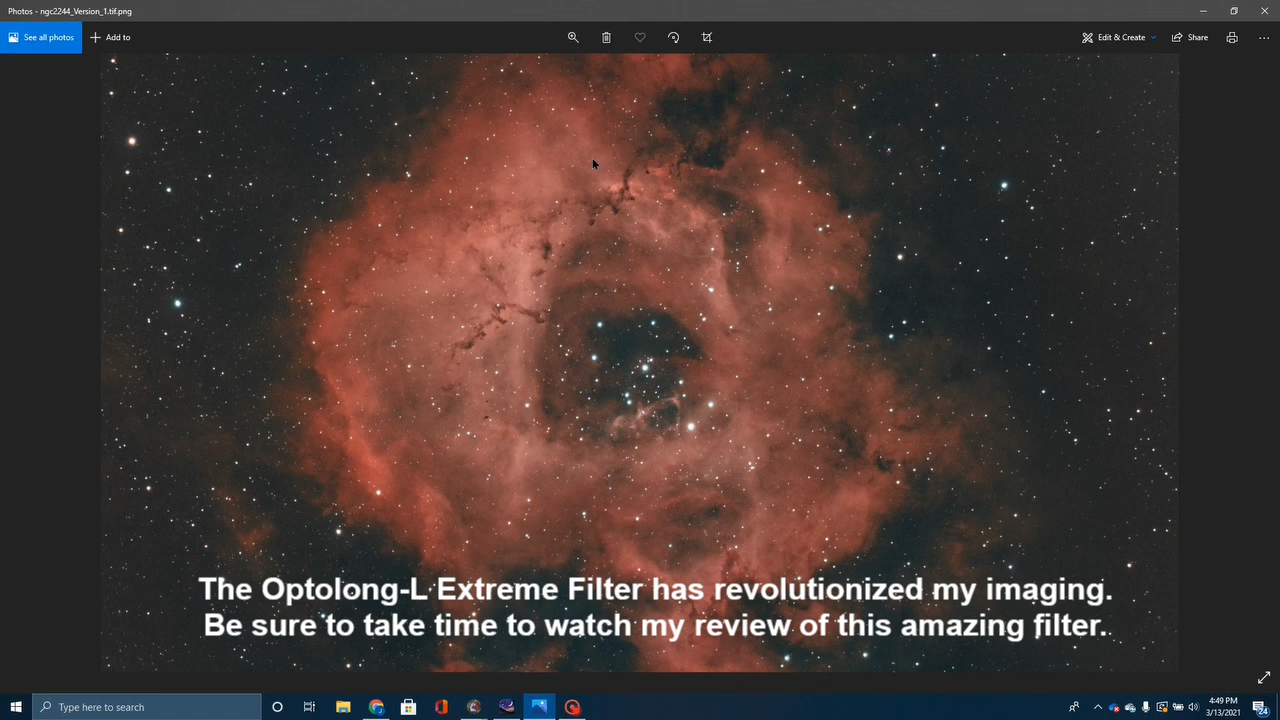 Photos - ngc2244_Version_1.tif.png
See all photos
Add to
Edit & Create
Share
The Optolong-L Extreme Filter has revolutionized my imaging.
Be sure to take time to watch my review of this amazing filter.
Type here to search
4:49 PM
3/13/2021
24